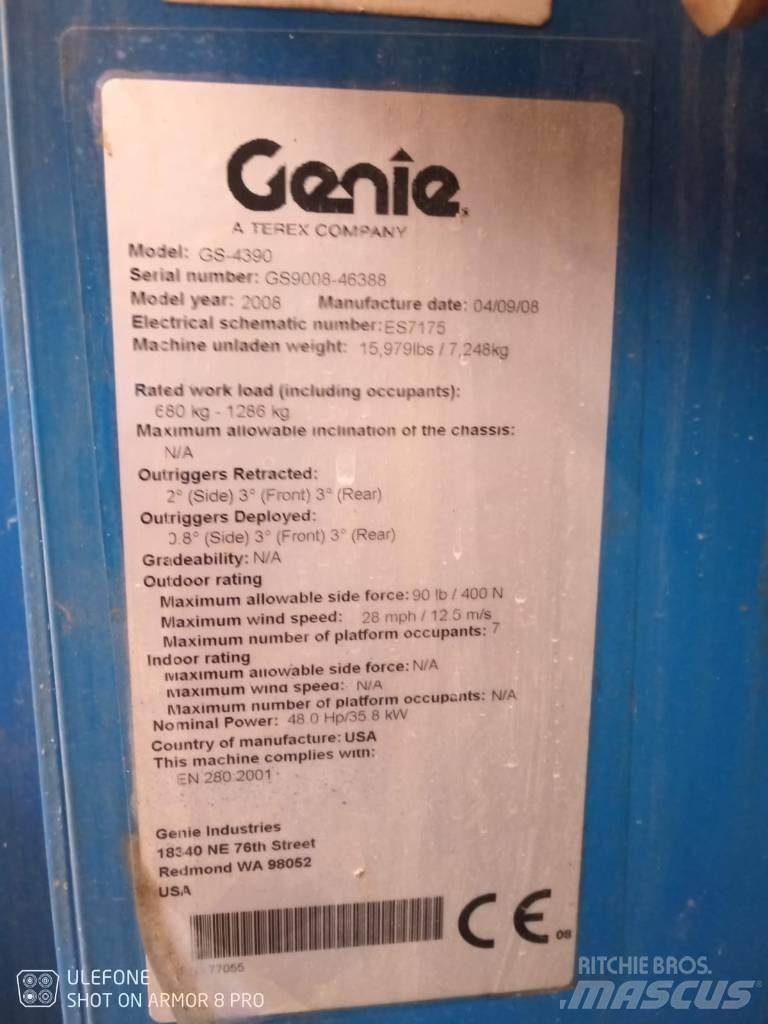 Genie
A TEREX COMPANY
Model: GS-4390
Serial number: GS9008-46388
Model year: 2008 Manufacture date: 04/09/08
Electrical schematic number: ES7175
Machine unladen weight: 15,979lbs / 7,248kg
Rated work load (including occupants):
680 kg - 1286 kg
Maximum allowable inclination of the chassis:
N/A
Outriggers Retracted:
2° (Side) 3° (Front) 3° (Rear)
Outriggers Deployed:
0.8° (Side) 3° (Front) 3° (Rear)
Gradeability: N/A
Outdoor rating
Maximum allowable side force: 90 lb / 400 N
Maximum wind speed: 28 mph / 12.5 m/s
Maximum number of platform occupants: 7
Indoor rating
Maximum allowable side force: N/A
Maximum wind speed: N/A
Maximum number of platform occupants: N/A
Nominal Power: 48.0 Hp/35.8 kW
Country of manufacture: USA
This machine complies with:
EN 280 2001
Genie Industries
18340 NE 76th Street
Redmond WA 98052
USA
CE 08
77055
ULEFONE
SHOT ON ARMOR 8 PRO
RITCHIE BROS.
MASCUS